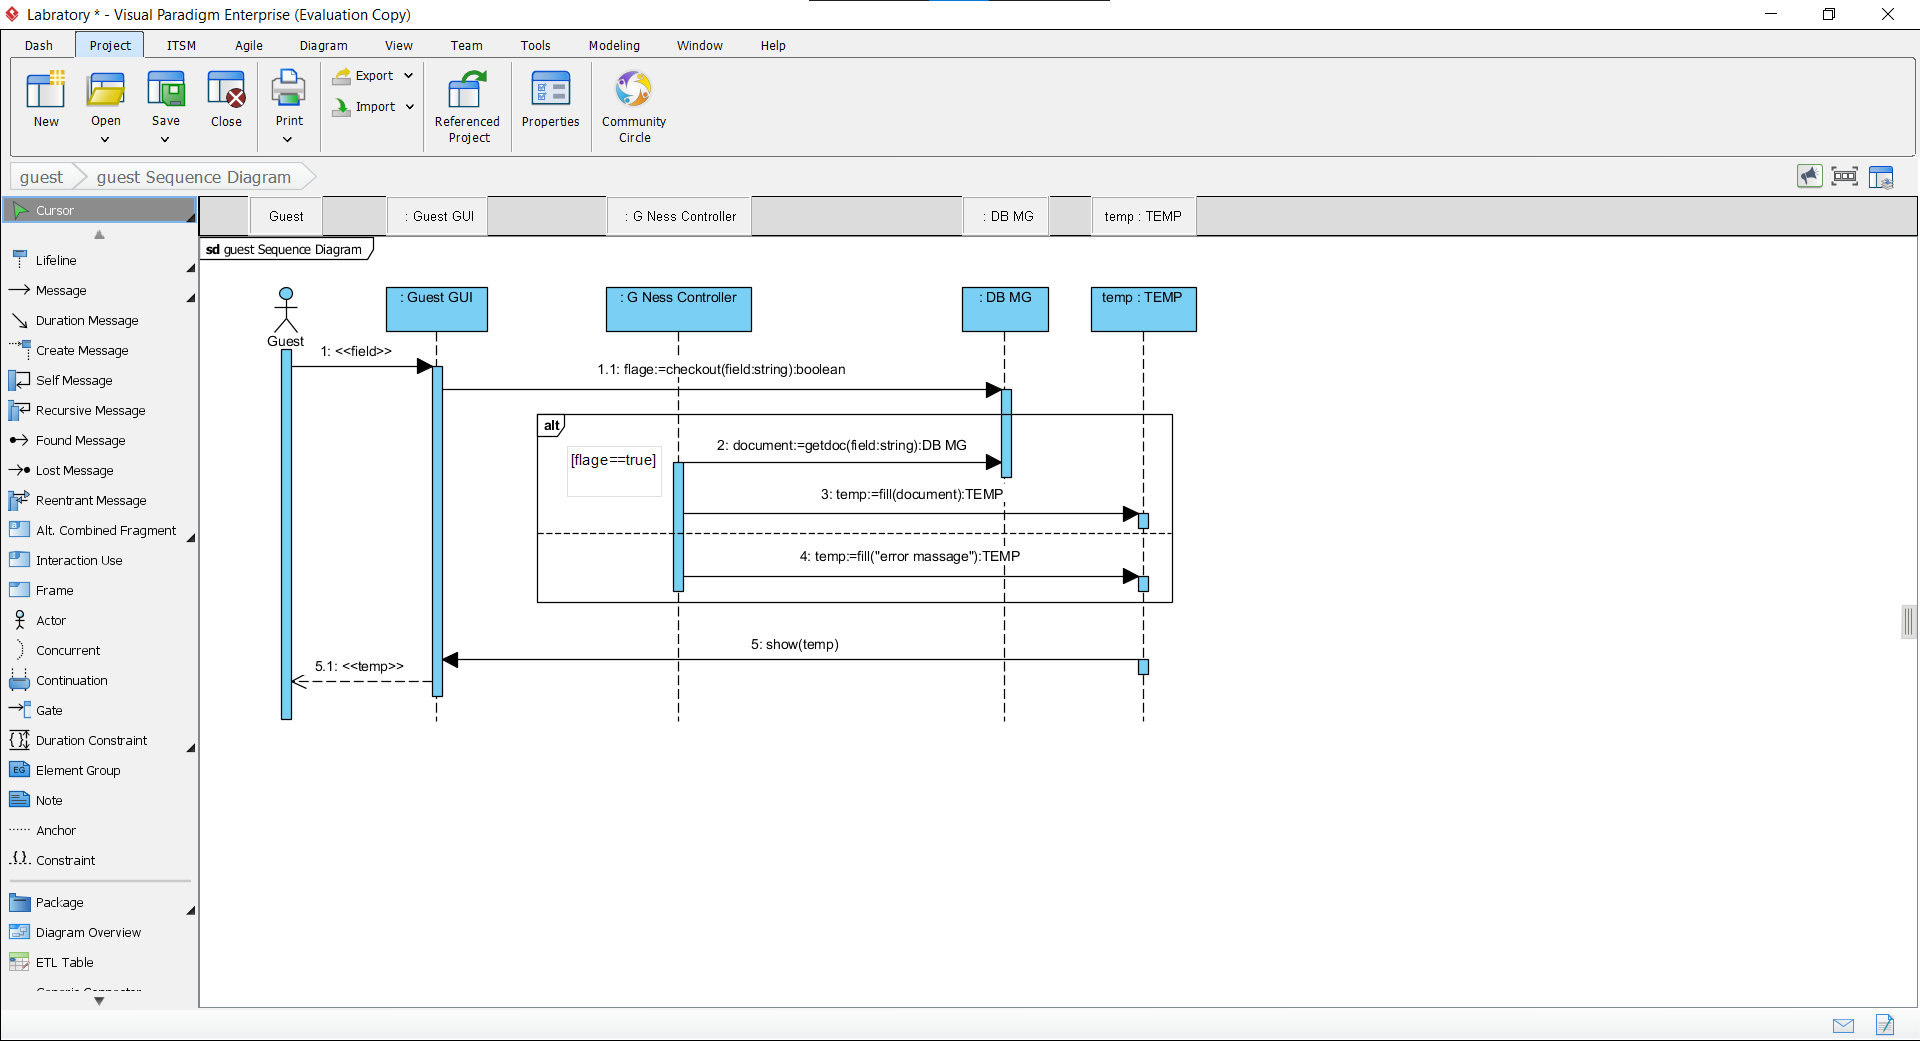 Labratory * - Visual Paradigm Enterprise (Evaluation Copy)
Dash Project ITSM Agile Diagram View Team Tools Modeling Window Help
New Open Save Close Print Export Import Referenced Project Properties Community Circle
guest guest Sequence Diagram
Cursor
Lifeline
Message
Duration Message
Create Message
Self Message
Recursive Message
Found Message
Lost Message
Reentrant Message
Alt. Combined Fragment
Interaction Use
Frame
Actor
Concurrent
Continuation
Gate
Duration Constraint
EG Element Group
Note
Anchor
{} Constraint
Package
Diagram Overview
ETL Table
Guest : Guest GUI : G Ness Controller : DB MG temp : TEMP
sd guest Sequence Diagram
: Guest GUI : G Ness Controller : DB MG temp : TEMP
Guest
1: <<field>>
1.1: flage:=checkout(field:string):boolean
alt
2: document:=getdoc(field:string):DB MG
[flage==true]
3: temp:=fill(document):TEMP
4: temp:=fill("error massage"):TEMP
5: show(temp)
5.1: <<temp>>